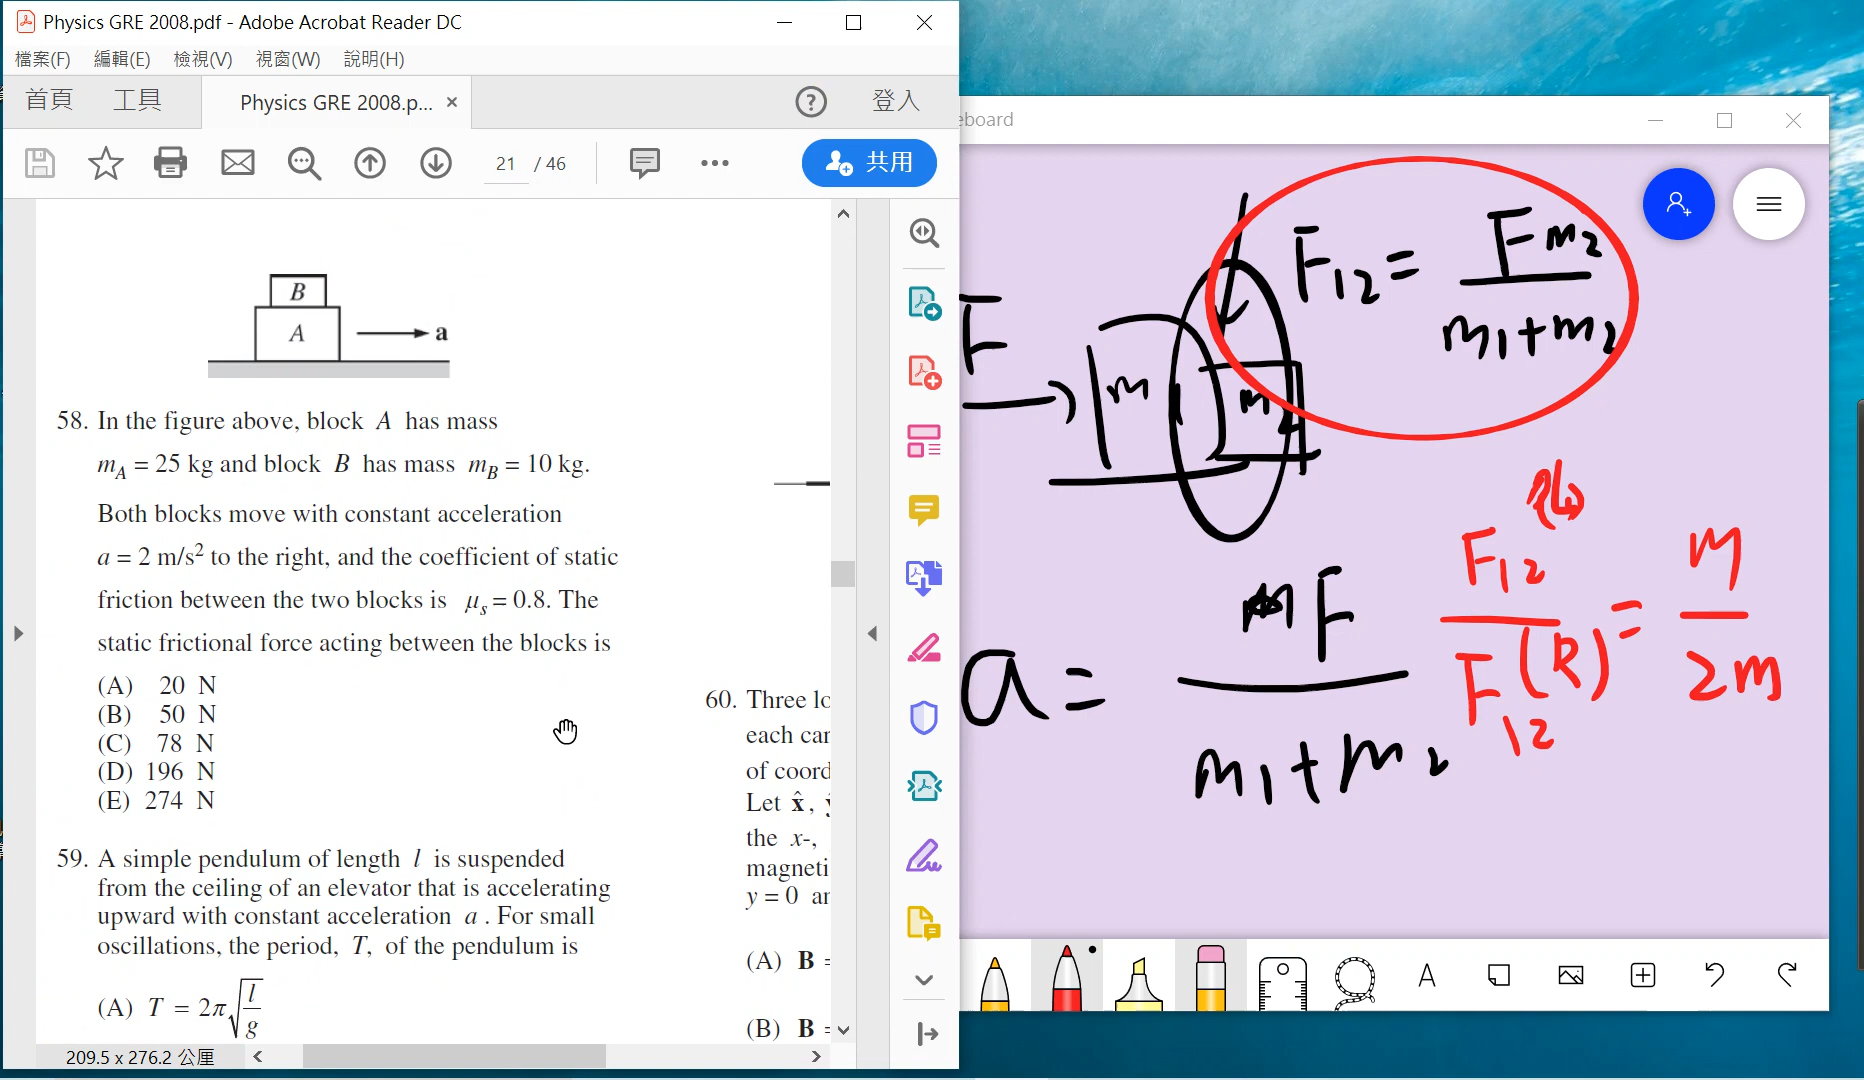 Physics GRE 2008.pdf - Adobe Acrobat Reader DC
檔案(F) 編輯(E) 檢視(V) 視窗(W) 說明(H)
首頁 工具 Physics GRE 2008.p... × ? 登入
21 / 46 共用
B
A a
58. In the figure above, block A has mass
m_A = 25 kg and block B has mass m_B = 10 kg.
Both blocks move with constant acceleration
a = 2 m/s² to the right, and the coefficient of static
friction between the two blocks is μ_s = 0.8. The
static frictional force acting between the blocks is
(A) 20 N
(B) 50 N
(C) 78 N
(D) 196 N
(E) 274 N
59. A simple pendulum of length l is suspended
from the ceiling of an elevator that is accelerating
upward with constant acceleration a . For small
oscillations, the period, T, of the pendulum is
(A) T = 2π√(l/g)
60. Three lo
each car
of coord
Let x̂, ŷ
the x-,
magneti
y = 0 ar
(A) B =
(B) B =
209.5 x 276.2 公厘
eboard
F
m
F12 = Fm2
m1+m2
a = F
m1+m2
F12 = m
F12(R) 2m
A